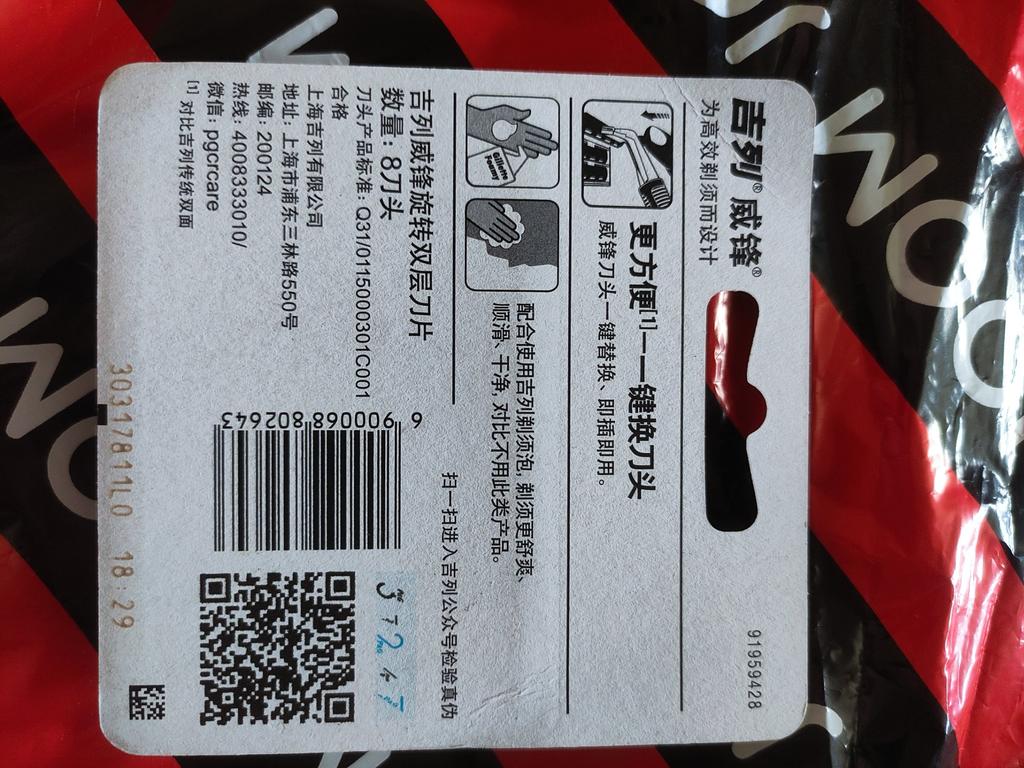 吉列® 威锋®
为高效剃须而设计
更方便[1]——键换刀头
威锋刀头一键替换、即插即用。
Gillette
Foamy
配合使用吉列剃须泡, 剃须更舒爽、
顺滑、干净, 对比不用此类产品。
吉列威锋旋转双层刀片
数量: 8刀头
刀头产品标准: Q31/0115000301C001
合格
上海吉列有限公司
地址: 上海市浦东三林路550号
邮编: 200124
热线: 4008333010/
微信: pgcrcare
[1] 对比吉列传统双面
91959428
扫一扫进入吉列公众号检验真伪
6 900068 802643
30317811L0 18:29
WOO
WO